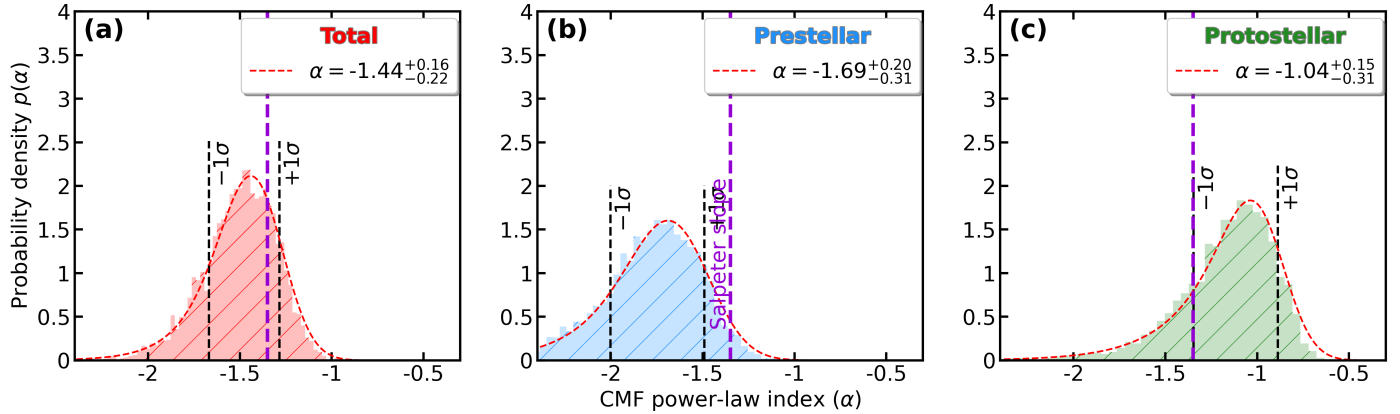 Probability density p(α)
4
3.5
3
2.5
2
1.5
1
0.5
0
(a)
Total
α = -1.44 +0.16 −0.22
−1σ
+1σ
-2
-1.5
-1
-0.5
4
3.5
3
2.5
2
1.5
1
0.5
0
(b)
Prestellar
α = -1.69 +0.20 −0.31
−1σ
+1σ
Salpeter slope
-2
-1.5
-1
-0.5
CMF power-law index (α)
4
3.5
3
2.5
2
1.5
1
0.5
0
(c)
Protostellar
α = -1.04 +0.15 −0.31
−1σ
+1σ
-2
-1.5
-1
-0.5